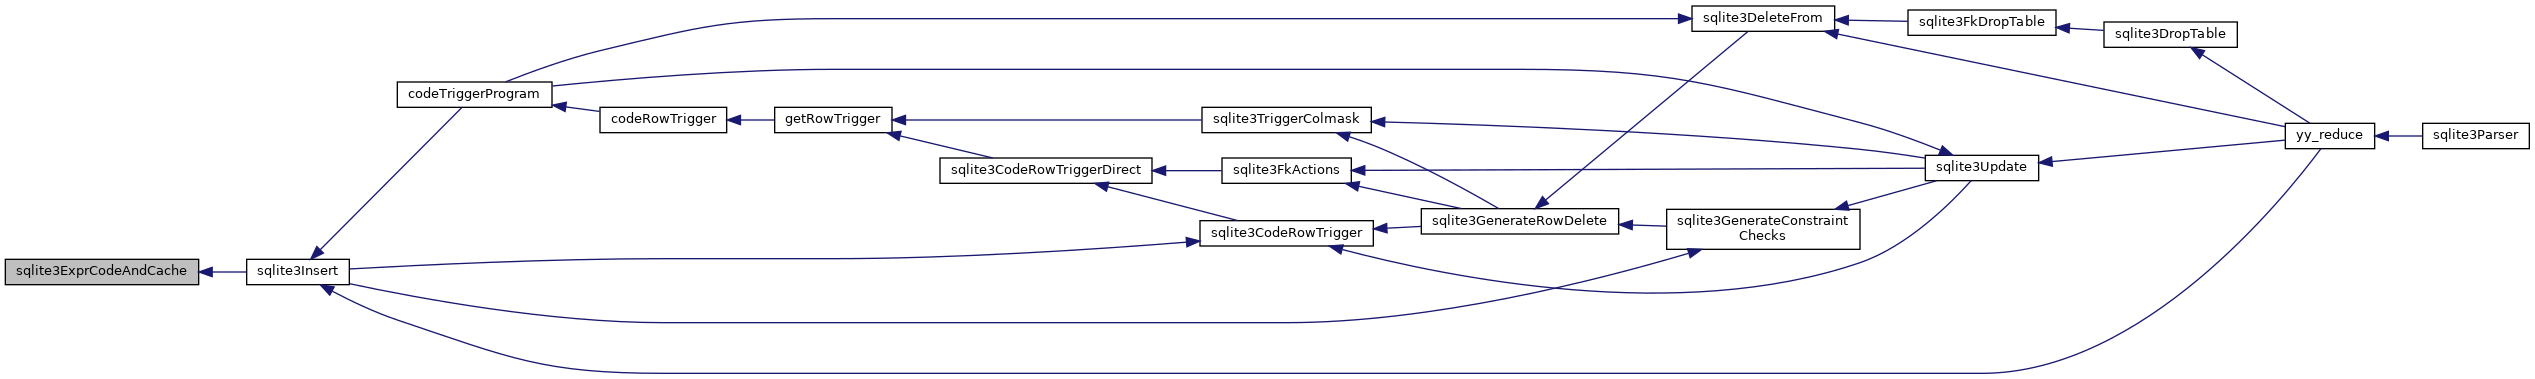 sqlite3DeleteFrom
sqlite3FkDropTable
sqlite3DropTable
codeTriggerProgram
codeRowTrigger
getRowTrigger
sqlite3TriggerColmask
yy_reduce
sqlite3Parser
sqlite3CodeRowTriggerDirect
sqlite3FkActions
sqlite3Update
sqlite3CodeRowTrigger
sqlite3GenerateRowDelete
sqlite3GenerateConstraint
Checks
sqlite3ExprCodeAndCache
sqlite3Insert